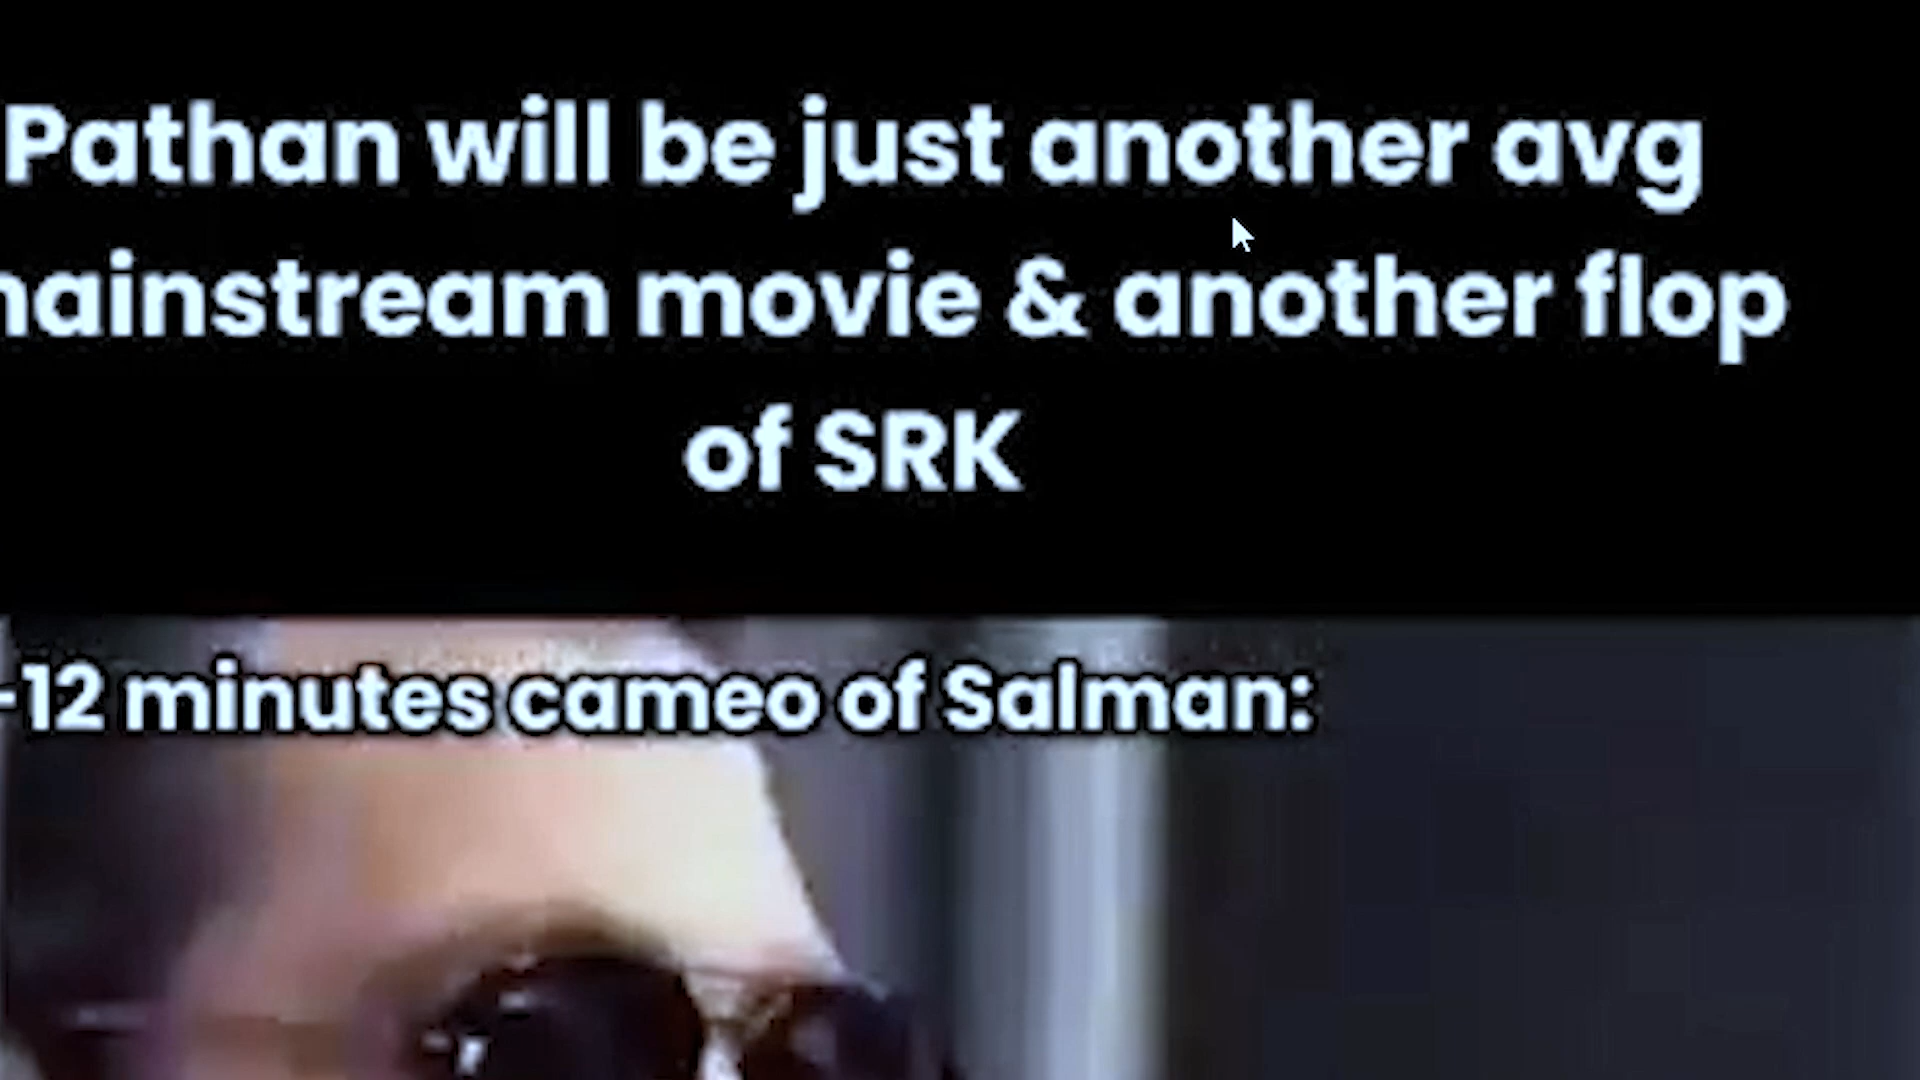 Pathan will be just another avg
mainstream movie & another flop
of SRK
-12 minutes cameo of Salman: